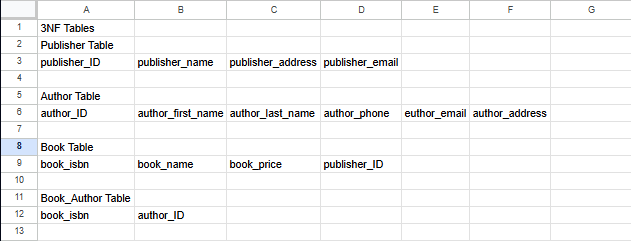 A B C D E F G
1 3NF Tables
2 Publisher Table
3 publisher_ID publisher_name publisher_address publisher_email
4
5 Author Table
6 author_ID author_first_name author_last_name author_phone euthor_email author_address
7
8 Book Table
9 book_isbn book_name book_price publisher_ID
10
11 Book_Author Table
12 book_isbn author_ID
13